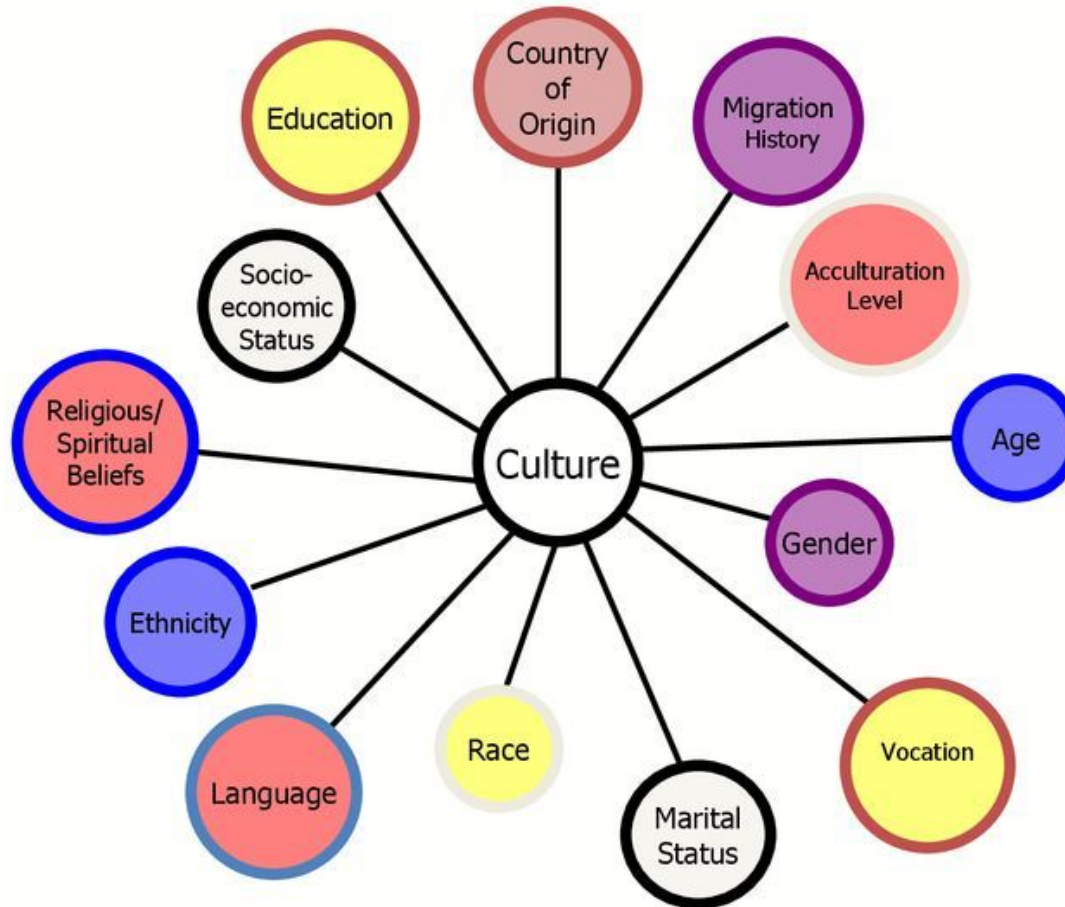 Education
Country
of
Origin
Migration
History
Acculturation
Level
Socio-
economic
Status
Religious/
Spiritual
Beliefs
Culture
Age
Gender
Ethnicity
Language
Race
Marital
Status
Vocation